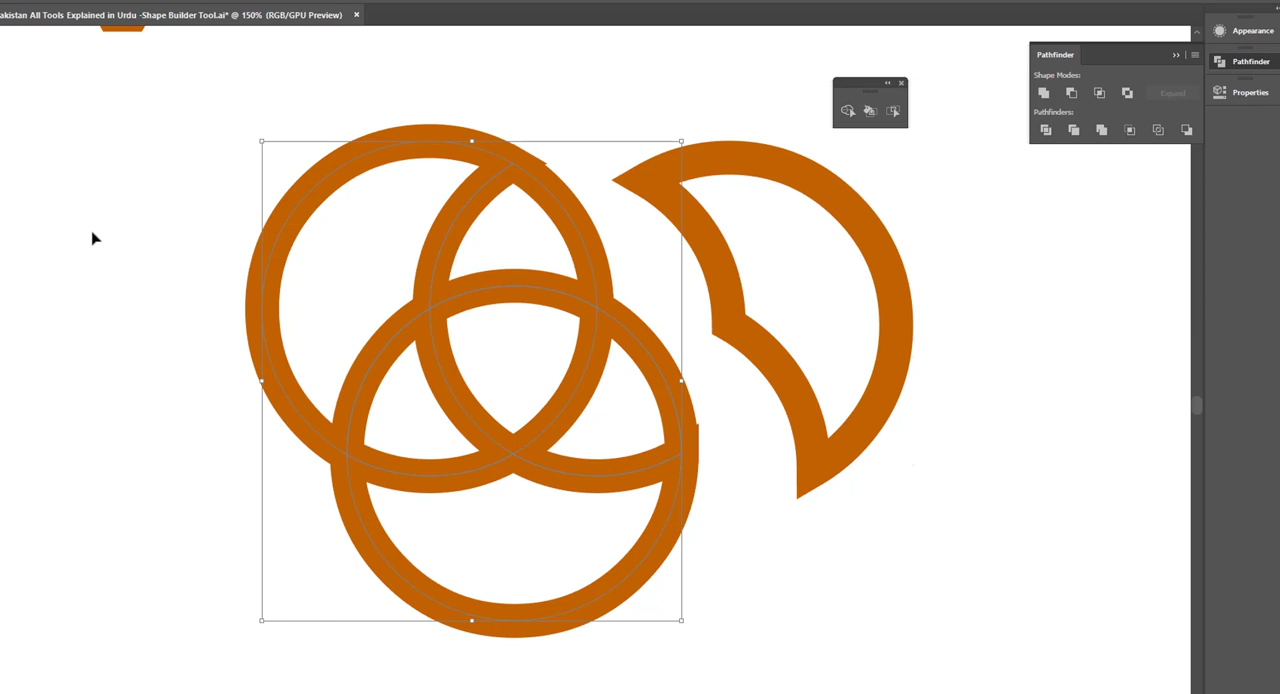 akistan All Tools Explained in Urdu -Shape Builder Tool.ai* @ 150% (RGB/GPU Preview)
Appearance
Pathfinder
Shape Modes:
Pathfinder
Properties
Expand
Pathfinders: